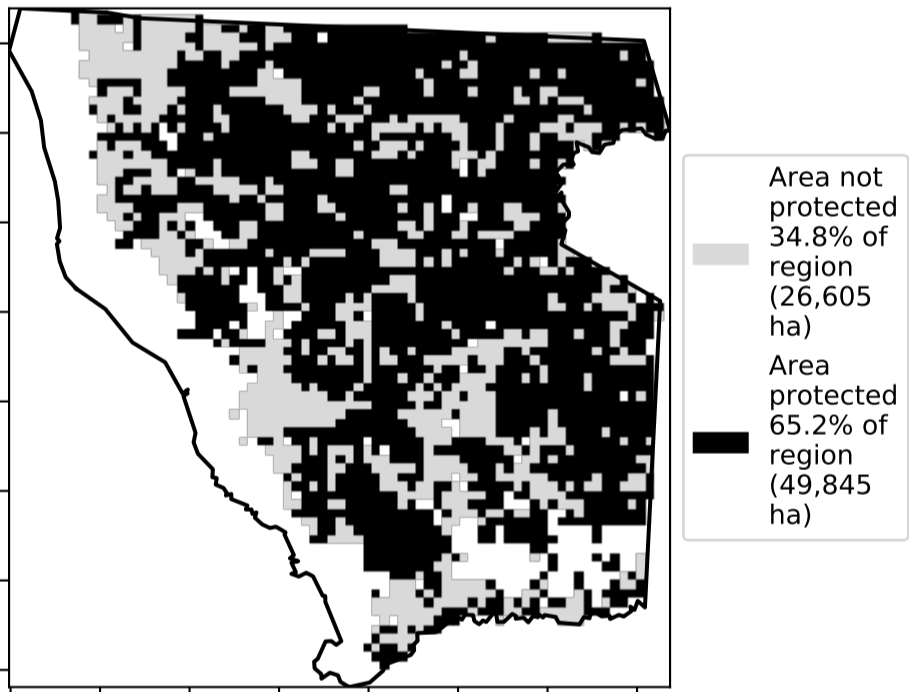 Area not
protected
34.8% of
region
(26,605
ha)
Area
protected
65.2% of
region
(49,845
ha)